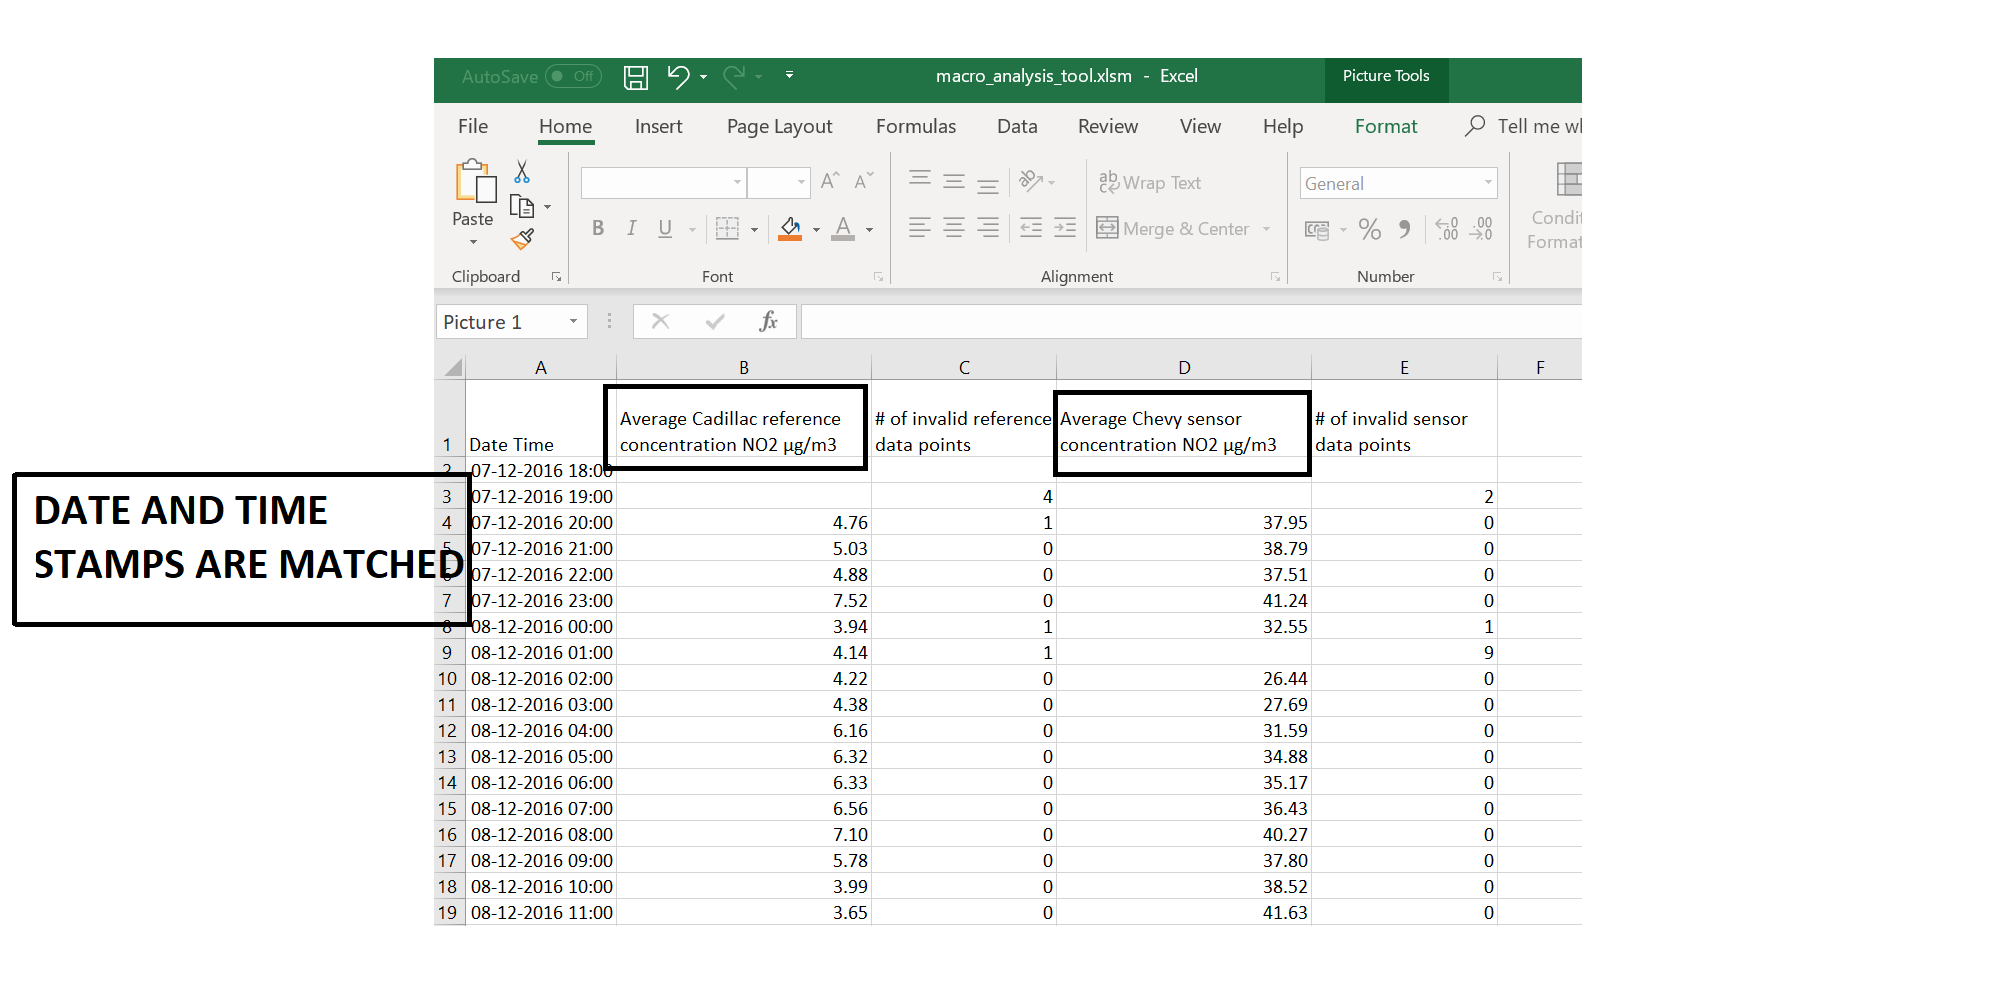 AutoSave Off macro_analysis_tool.xlsm - Excel Picture Tools
File Home Insert Page Layout Formulas Data Review View Help Format Tell me
Paste
B I U
ab Wrap Text
Merge & Center
General
% .00 .00
Condit
Format
Clipboard Font Alignment Number
Picture 1 fx
A B C D E F
1 Date Time
Average Cadillac reference
concentration NO2 µg/m3
# of invalid reference
data points
Average Chevy sensor
concentration NO2 µg/m3
# of invalid sensor
data points
DATE AND TIME
STAMPS ARE MATCHED
2 07-12-2016 18:00
3 07-12-2016 19:00 4 2
4 07-12-2016 20:00 4.76 1 37.95 0
5 07-12-2016 21:00 5.03 0 38.79 0
6 07-12-2016 22:00 4.88 0 37.51 0
7 07-12-2016 23:00 7.52 0 41.24 0
8 08-12-2016 00:00 3.94 1 32.55 1
9 08-12-2016 01:00 4.14 1 9
10 08-12-2016 02:00 4.22 0 26.44 0
11 08-12-2016 03:00 4.38 0 27.69 0
12 08-12-2016 04:00 6.16 0 31.59 0
13 08-12-2016 05:00 6.32 0 34.88 0
14 08-12-2016 06:00 6.33 0 35.17 0
15 08-12-2016 07:00 6.56 0 36.43 0
16 08-12-2016 08:00 7.10 0 40.27 0
17 08-12-2016 09:00 5.78 0 37.80 0
18 08-12-2016 10:00 3.99 0 38.52 0
19 08-12-2016 11:00 3.65 0 41.63 0